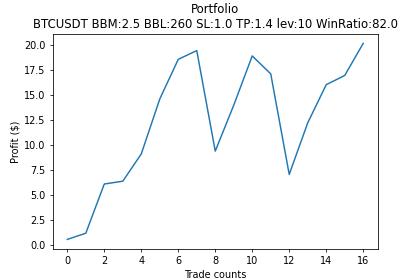 Portfolio
BTCUSDT BBM:2.5 BBL:260 SL:1.0 TP:1.4 lev:10 WinRatio:82.0
20.0
17.5
15.0
12.5
10.0
7.5
5.0
2.5
0.0
Profit ($)
0 2 4 6 8 10 12 14 16
Trade counts